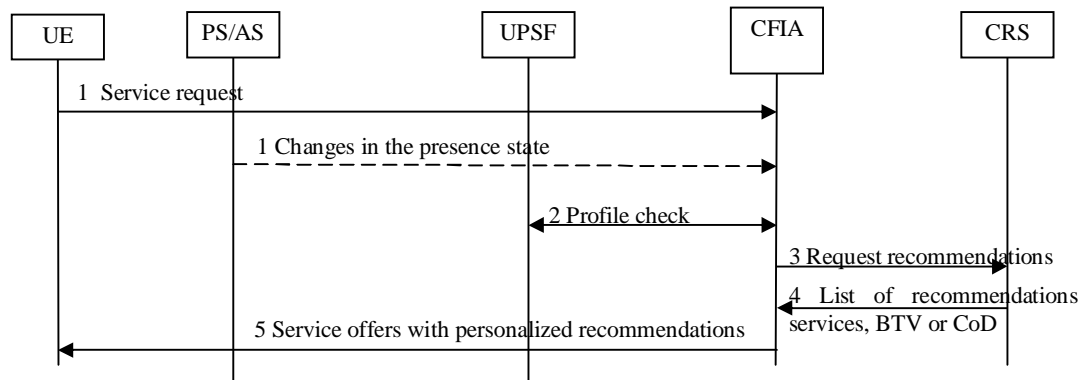 UE
PS/AS
UPSF
CFIA
CRS
1 Service request
1 Changes in the presence state
2 Profile check
3 Request recommendations
4 List of recommendations
services, BTV or CoD
5 Service offers with personalized recommendations